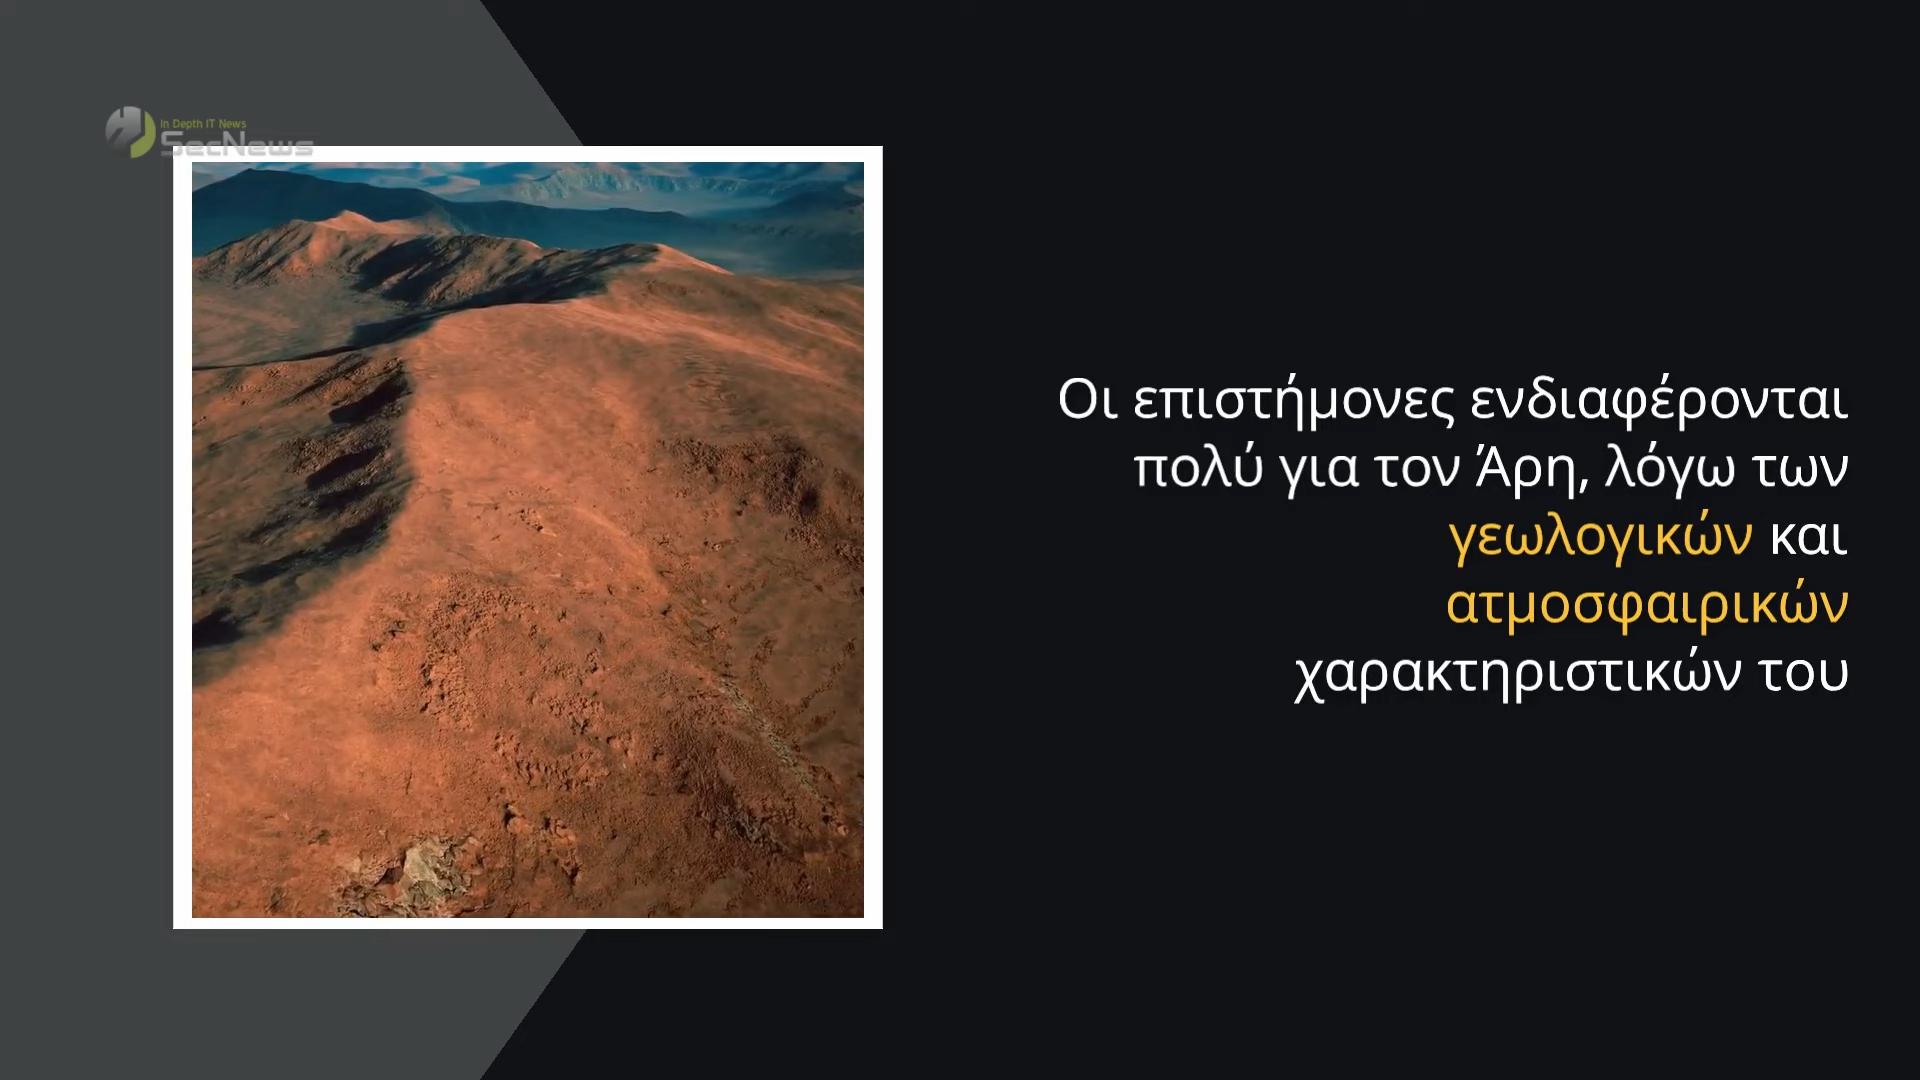 In Depth IT News
SecNews
Οι επιστήμονες ενδιαφέρονται
πολύ για τον Άρη, λόγω των
γεωλογικών και
ατμοσφαιρικών
χαρακτηριστικών του